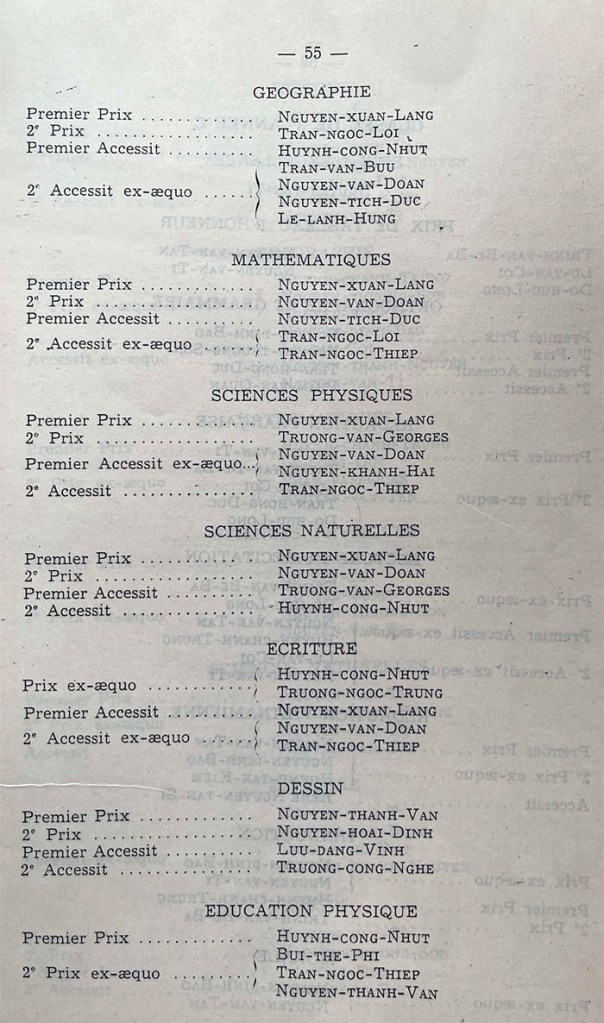 — 55 —
GEOGRAPHIE
Premier Prix ............. NGUYEN-XUAN-LANG
2e Prix .................. TRAN-NGOC-LOI
Premier Accessit .......... HUYNH-CONG-NHUT
TRAN-VAN-BUU
2e Accessit ex-æquo ...... NGUYEN-VAN-DOAN
NGUYEN-TICH-DUC
LE-LANH-HUNG
MATHEMATIQUES
Premier Prix ............. NGUYEN-XUAN-LANG
2e Prix .................. NGUYEN-VAN-DOAN
Premier Accessit .......... NGUYEN-TICH-DUC
2e Accessit ex-æquo ...... TRAN-NGOC-LOI
TRAN-NGOC-THIEP
SCIENCES PHYSIQUES
Premier Prix ............. NGUYEN-XUAN-LANG
2e Prix .................. TRUONG-VAN-GEORGES
Premier Accessit ex-æquo... NGUYEN-VAN-DOAN
NGUYEN-KHANH-HAI
2e Accessit ............... TRAN-NGOC-THIEP
SCIENCES NATURELLES
Premier Prix ............. NGUYEN-XUAN-LANG
2e Prix .................. NGUYEN-VAN-DOAN
Premier Accessit .......... TRUONG-VAN-GEORGES
2e Accessit ............... HUYNH-CONG-NHUT
ECRITURE
Prix ex-æquo ............ HUYNH-CONG-NHUT
TRUONG-NGOC-TRUNG
Premier Accessit .......... NGUYEN-XUAN-LANG
2e Accessit ex-æquo ...... NGUYEN-VAN-DOAN
TRAN-NGOC-THIEP
DESSIN
Premier Prix ............. NGUYEN-THANH-VAN
2e Prix .................. NGUYEN-HOAI-DINH
Premier Accessit .......... LUU-DANG-VINH
2e Accessit ............... TRUONG-CONG-NGHE
EDUCATION PHYSIQUE
Premier Prix ............. HUYNH-CONG-NHUT
BUI-THE-PHI
2e Prix ex-æquo ......... TRAN-NGOC-THIEP
NGUYEN-THANH-VAN